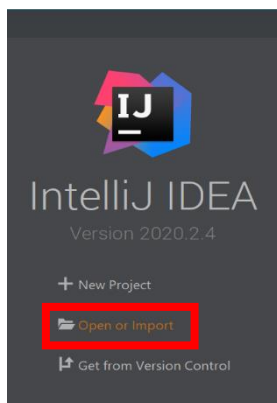 IJ
IntelliJ IDEA
Version 2020.2.4
New Project
Open or Import
Get from Version Control